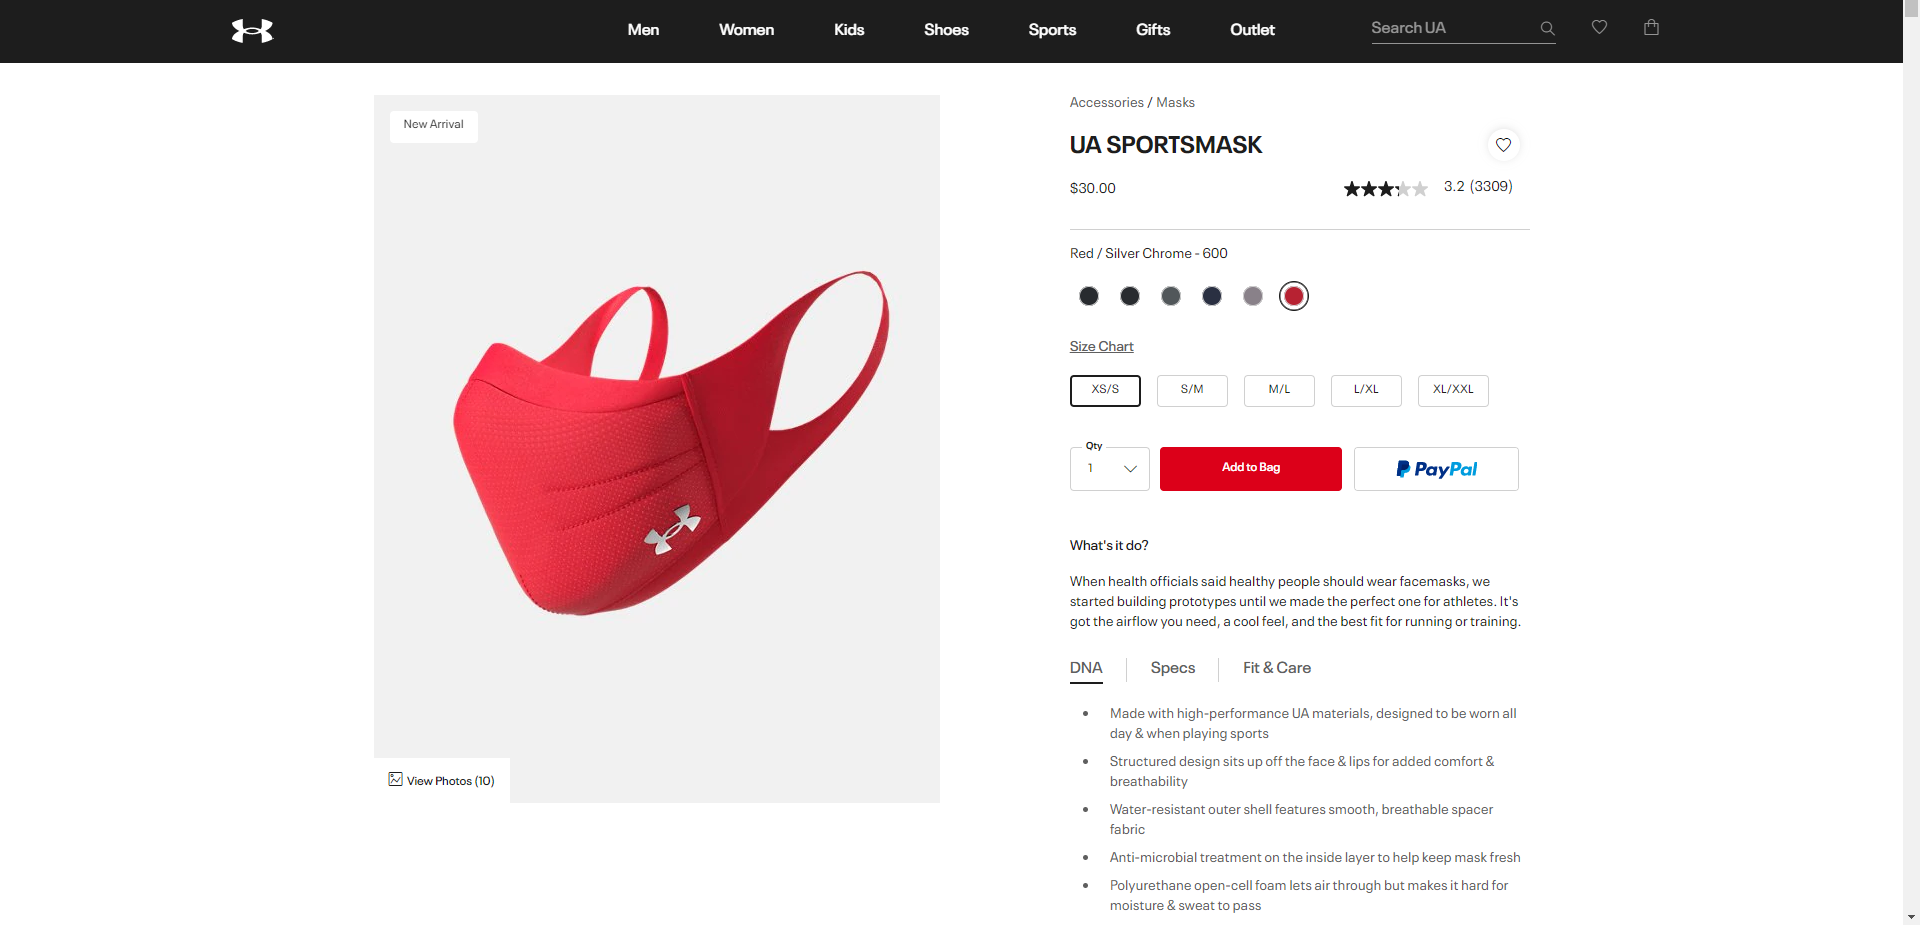 Men
Women
Kids
Shoes
Sports
Gifts
Outlet
Search UA
New Arrival
View Photos (10)
Accessories / Masks
UA SPORTSMASK
$30.00
3.2 (3309)
Red / Silver Chrome - 600
Size Chart
XS/S
S/M
M/L
L/XL
XL/XXL
Qty
1
Add to Bag
PayPal
What's it do?
When health officials said healthy people should wear facemasks, we
started building prototypes until we made the perfect one for athletes. It's
got the airflow you need, a cool feel, and the best fit for running or training.
DNA
Specs
Fit & Care
Made with high-performance UA materials, designed to be worn all
day & when playing sports
Structured design sits up off the face & lips for added comfort &
breathability
Water-resistant outer shell features smooth, breathable spacer
fabric
Anti-microbial treatment on the inside layer to help keep mask fresh
Polyurethane open-cell foam lets air through but makes it hard for
moisture & sweat to pass